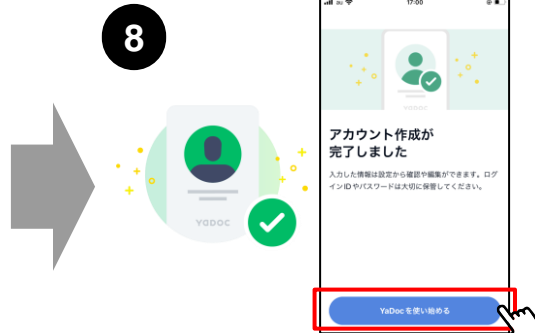 8
au 17:00
YaDoc
YaDoc
アカウント作成が
完了しました
入力した情報は設定から確認や編集ができます。ログ
インIDやパスワードは大切に保管してください。
YaDocを使い始める